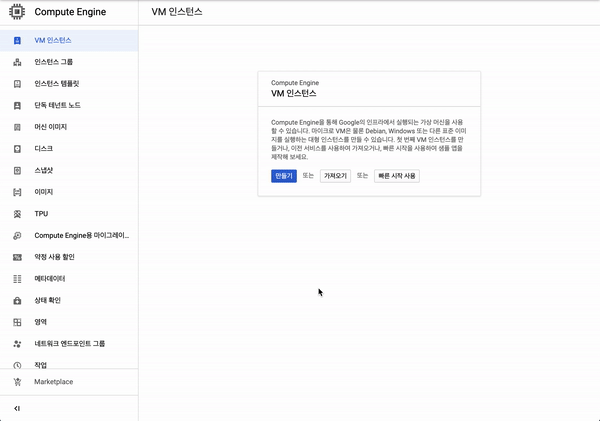 Compute Engine
VM 인스턴스
VM 인스턴스
인스턴스 그룹
인스턴스 템플릿
단독 테넌트 노드
머신 이미지
디스크
스냅샷
이미지
TPU
Compute Engine용 마이그레이...
약정 사용 할인
메타데이터
상태 확인
영역
네트워크 엔드포인트 그룹
작업
Marketplace
Compute Engine
VM 인스턴스
Compute Engine을 통해 Google의 인프라에서 실행되는 가상 머신을 사용
할 수 있습니다. 마이크로 VM은 물론 Debian, Windows 또는 다른 표준 이미
지를 실행하는 대형 인스턴스를 만들 수 있습니다. 첫 번째 VM 인스턴스를 만
들거나, 이전 서비스를 사용하여 가져오거나, 빠른 시작을 사용하여 샘플 앱을
제작해 보세요.
만들기 또는 가져오기 또는 빠른 시작 사용